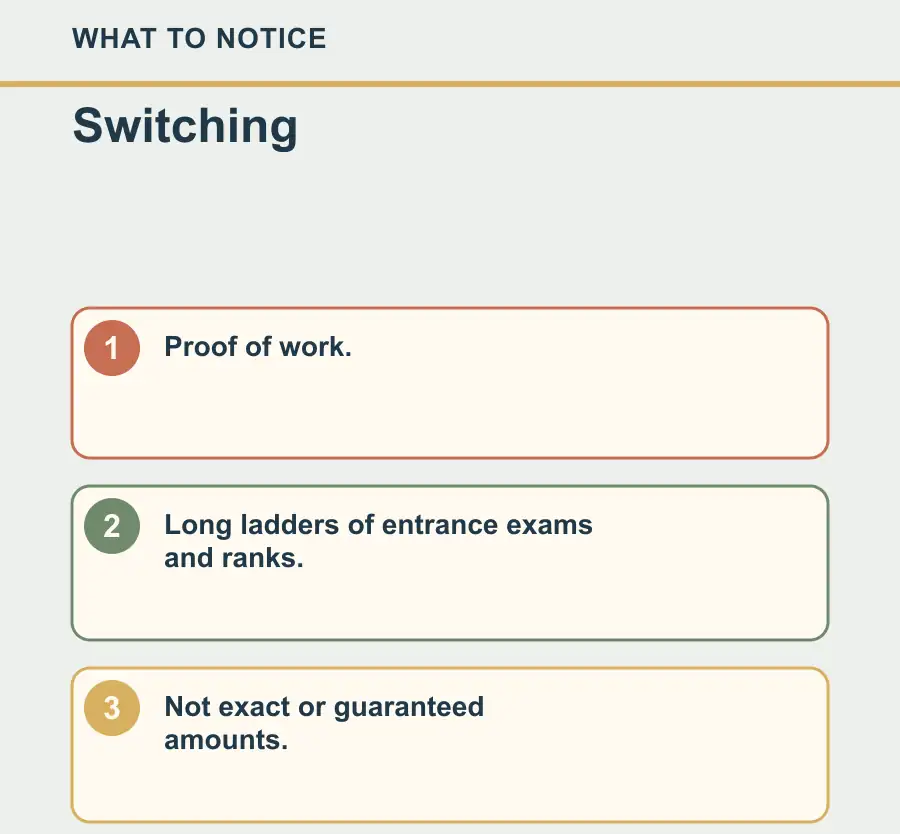 WHAT TO NOTICE
Switching
1 Proof of work.
2 Long ladders of entrance exams
and ranks.
3 Not exact or guaranteed
amounts.